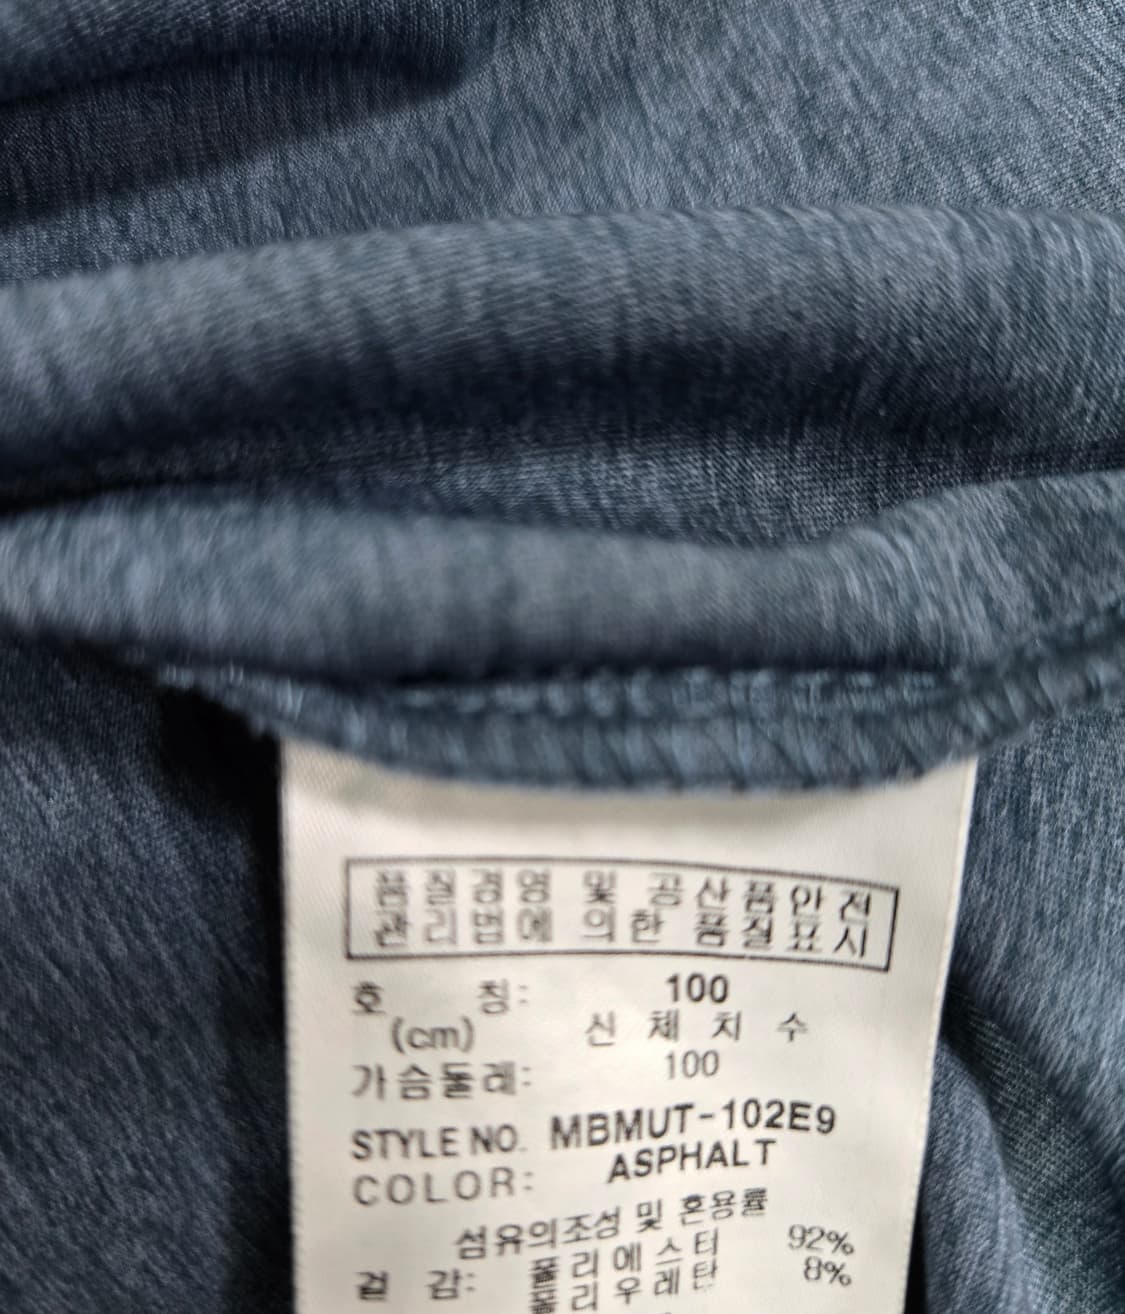 품질경영 및 공산품안전
관리법에 의한 품질표시
호 칭: 100
(cm) 신 체 치 수
가슴둘레: 100
STYLE NO. MBMUT-102E9
COLOR: ASPHALT
섬유의조성 및 혼용률
겉 감: 폴리에스터 92%
폴리우레탄 8%